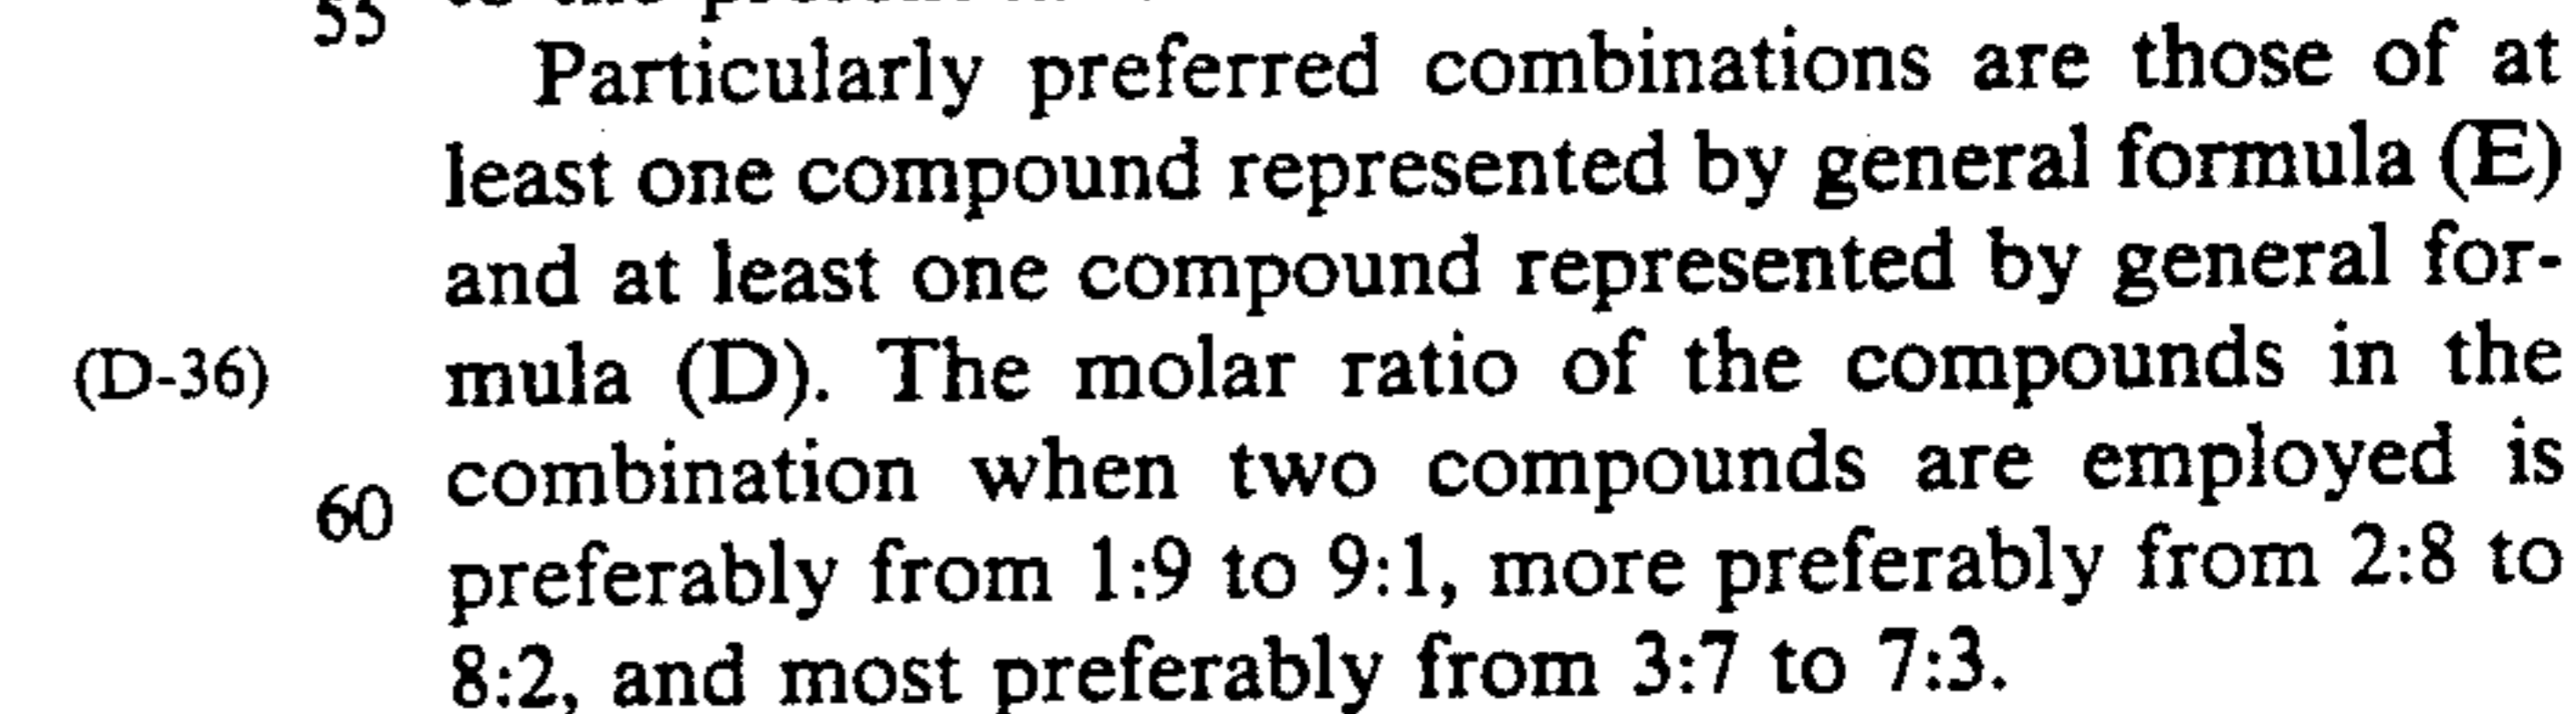 55
Particularly preferred combinations are those of at
least one compound represented by general formula (E)
and at least one compound represented by general for-
(D-36) mula (D). The molar ratio of the compounds in the
60 combination when two compounds are employed is
preferably from 1:9 to 9:1, more preferably from 2:8 to
8:2, and most preferably from 3:7 to 7:3.